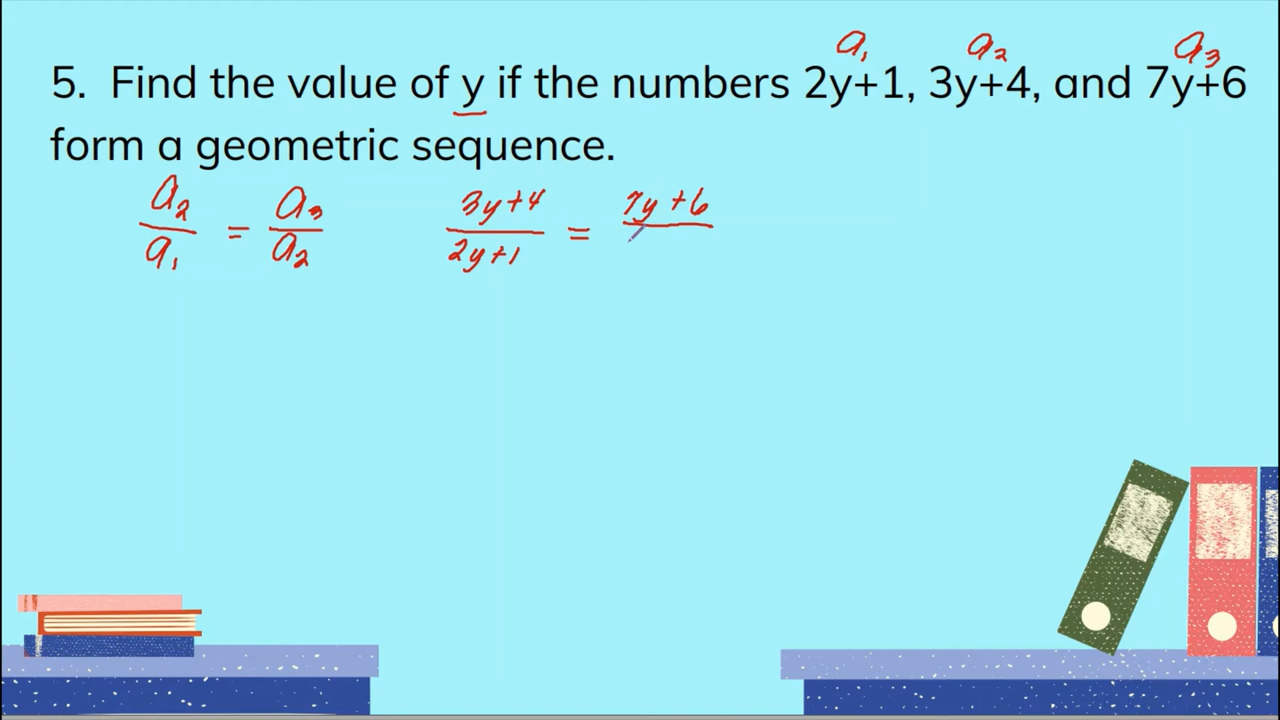 a₁ a₂ a₃
5. Find the value of y if the numbers 2y+1, 3y+4, and 7y+6
form a geometric sequence.
a₂/a₁ = a₃/a₂ 3y+4/2y+1 = 7y+6